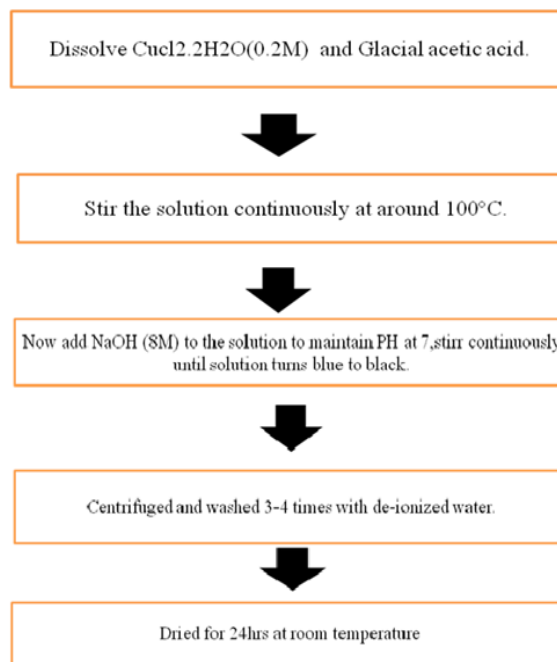 Dissolve Cucl2.2H2O(0.2M) and Glacial acetic acid.
Stir the solution continuously at around 100°C.
Now add NaOH (8M) to the solution to maintain PH at 7,stirr continuously
until solution turns blue to black.
Centrifuged and washed 3-4 times with de-ionized water.
Dried for 24hrs at room temperature